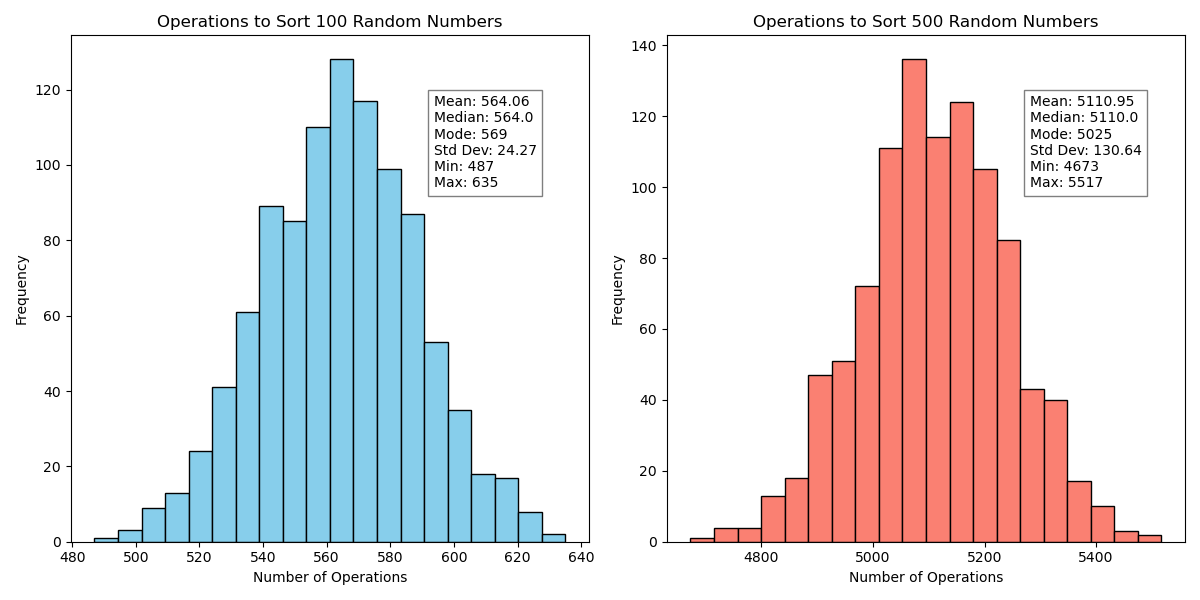 Operations to Sort 100 Random Numbers
120
100
80
60
40
20
0
Frequency
Mean: 564.06
Median: 564.0
Mode: 569
Std Dev: 24.27
Min: 487
Max: 635
480 500 520 540 560 580 600 620 640
Number of Operations
Operations to Sort 500 Random Numbers
140
120
100
80
60
40
20
0
Frequency
Mean: 5110.95
Median: 5110.0
Mode: 5025
Std Dev: 130.64
Min: 4673
Max: 5517
4800 5000 5200 5400
Number of Operations